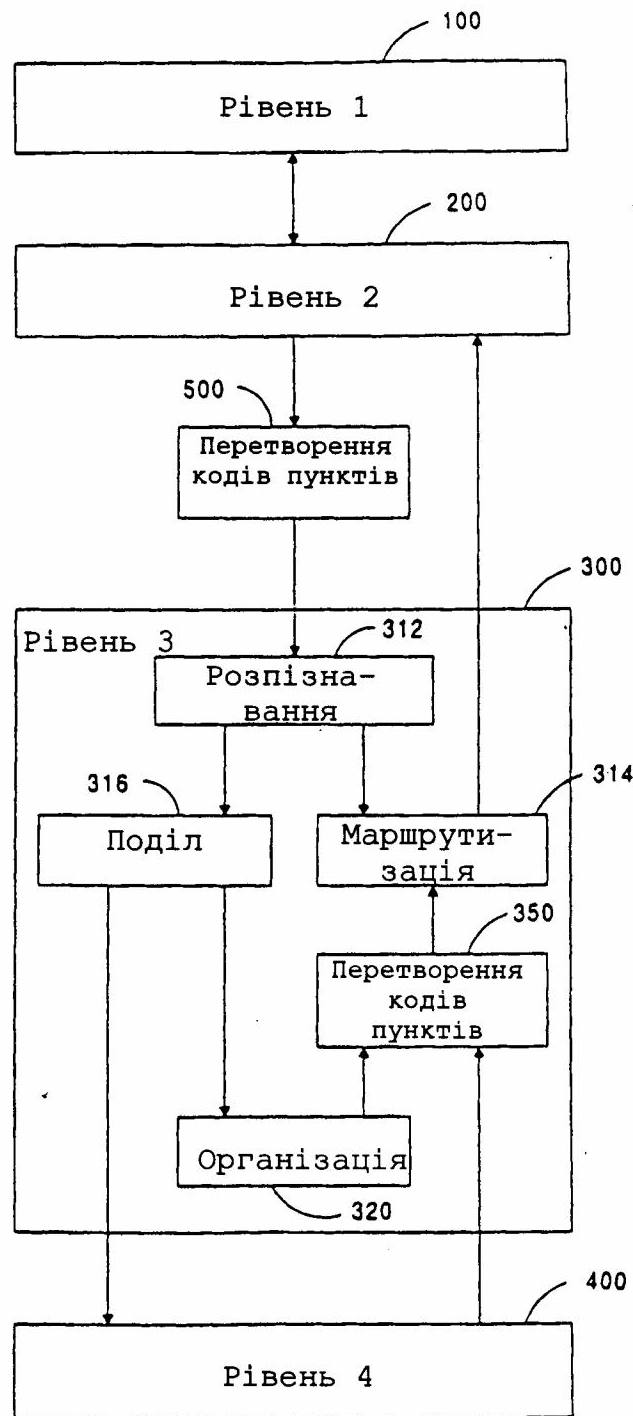 100
Рівень 1
200
Рівень 2
500
Перетворення
кодів пунктів
300
Рівень 3
312
Розпізна-
вання
316
Поділ
314
Маршрути-
зація
350
Перетворення
кодів
пунктів
Організація
320
400
Рівень 4